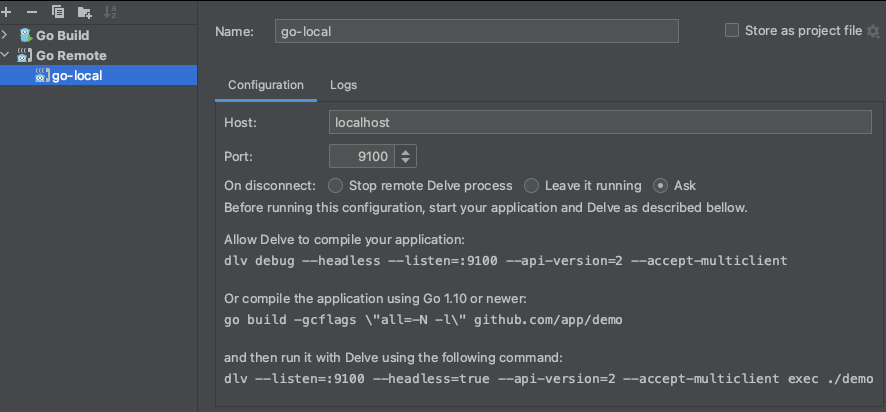 Go Build
Go Remote
go-local
Name: go-local
Store as project file
Configuration Logs
Host: localhost
Port: 9100
On disconnect: Stop remote Delve process Leave it running Ask
Before running this configuration, start your application and Delve as described bellow.
Allow Delve to compile your application:
dlv debug --headless --listen=:9100 --api-version=2 --accept-multiclient
Or compile the application using Go 1.10 or newer:
go build -gcflags \"all=-N -l\" github.com/app/demo
and then run it with Delve using the following command:
dlv --listen=:9100 --headless=true --api-version=2 --accept-multiclient exec ./demo